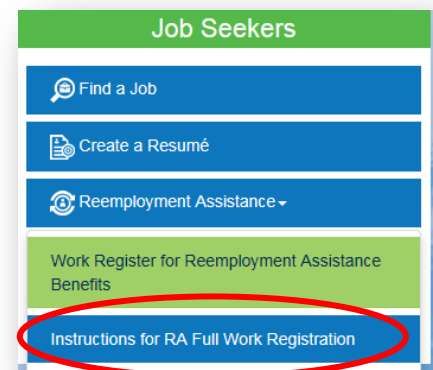 Job Seekers
Find a Job
Create a Resumé
Reemployment Assistance
Work Register for Reemployment Assistance
Benefits
Instructions for RA Full Work Registration